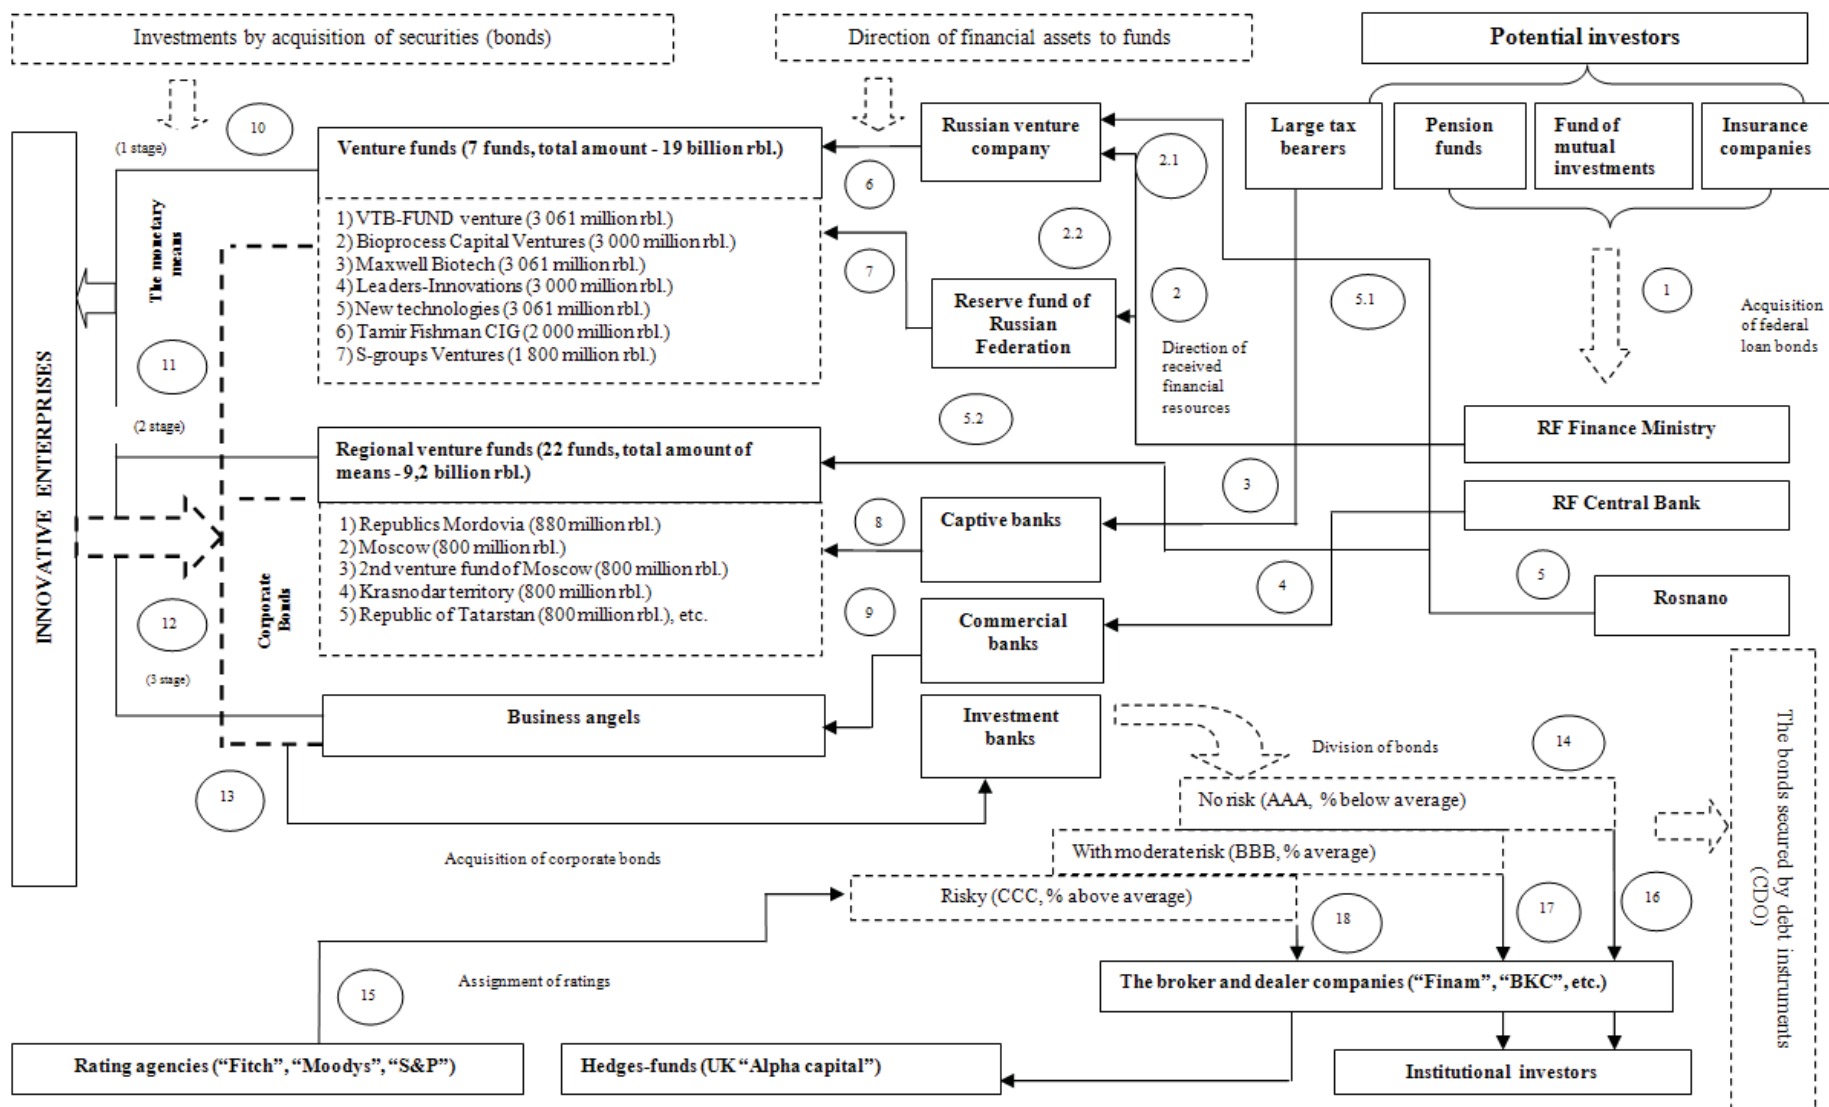 Investments by acquisition of securities (bonds)
Direction of financial assets to funds
Potential investors
Large tax
bearers
Pension
funds
Fund of
mutual
investments
Insurance
companies
10
(1 stage)
Venture funds (7 funds, total amount - 19 billion rbl.)
Russian venture
company
2.1
6
1) VTB-FUND venture (3 061 million rbl.)
2) Bioprocess Capital Ventures (3 000 million rbl.)
3) Maxwell Biotech (3 061 million rbl.)
4) Leaders-Innovations (3 000 million rbl.)
5) New technologies (3 061 million rbl.)
6) Tamir Fishman CIG (2 000 million rbl.)
7) S-groups Ventures (1 800 million rbl.)
The monetary
means
2.2
7
Reserve fund of
Russian
Federation
2
5.1
1
Acquisition
of federal
loan bonds
Direction of
received
financial
resources
11
(2 stage)
5.2
INNOVATIVE ENTERPRISES
RF Finance Ministry
Regional venture funds (22 funds, total amount of
means - 9,2 billion rbl.)
3
RF Central Bank
1) Republics Mordovia (880 million rbl.)
2) Moscow (800 million rbl.)
3) 2nd venture fund of Moscow (800 million rbl.)
4) Krasnodar territory (800 million rbl.)
5) Republic of Tatarstan (800 million rbl.), etc.
8
Captive banks
4
5
Rosnano
Corporate
Bonds
12
9
Commercial
banks
(3 stage)
Business angels
Investment
banks
Division of bonds
14
13
No risk (AAA, % below average)
With moderate risk (BBB, % average)
Risky (CCC, % above average)
Acquisition of corporate bonds
18
17
16
The bonds secured by debt instruments
(CDO)
15
Assignment of ratings
The broker and dealer companies (“Finam”, “BKC”, etc.)
Rating agencies (“Fitch”, “Moodys”, “S&P”)
Hedges-funds (UK “Alpha capital”)
Institutional investors